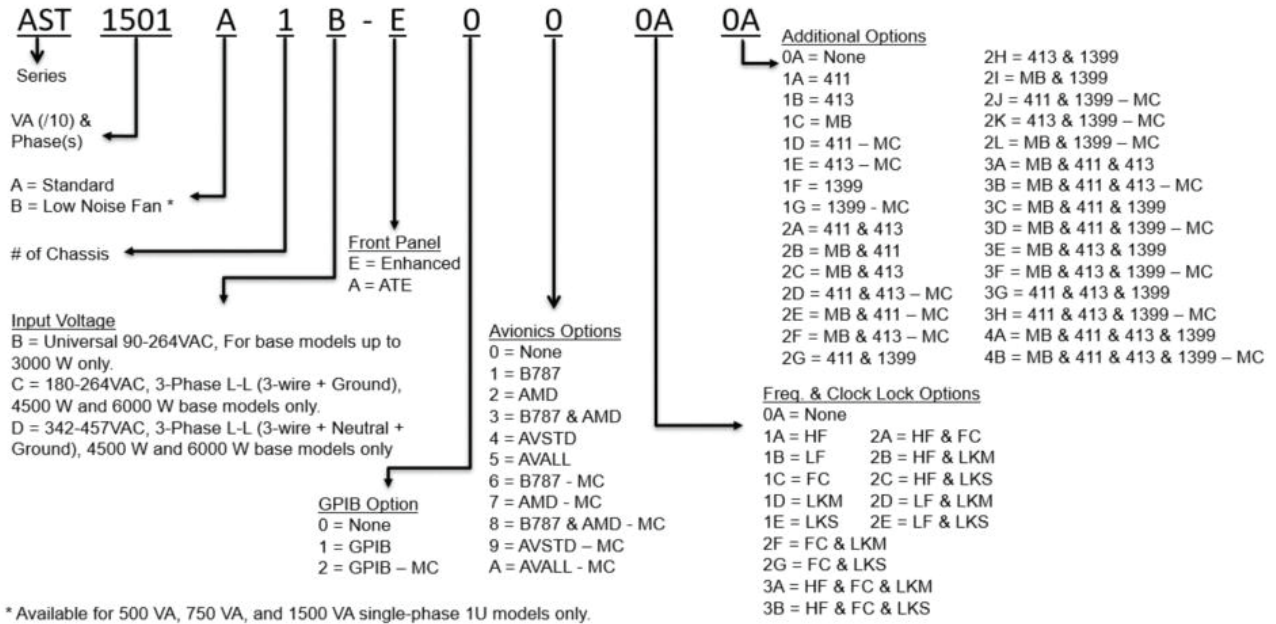 AST 1501 A 1 B - E 0 0 0A 0A
Series
VA (/10) &
Phase(s)
A = Standard
B = Low Noise Fan *
# of Chassis
Input Voltage
B = Universal 90-264VAC, For base models up to
3000 W only.
C = 180-264VAC, 3-Phase L-L (3-wire + Ground),
4500 W and 6000 W base models only.
D = 342-457VAC, 3-Phase L-L (3-wire + Neutral +
Ground), 4500 W and 6000 W base models only
Front Panel
E = Enhanced
A = ATE
GPIB Option
0 = None
1 = GPIB
2 = GPIB – MC
Avionics Options
0 = None
1 = B787
2 = AMD
3 = B787 & AMD
4 = AVSTD
5 = AVALL
6 = B787 - MC
7 = AMD - MC
8 = B787 & AMD - MC
9 = AVSTD – MC
A = AVALL - MC
Additional Options
0A = None
1A = 411
1B = 413
1C = MB
1D = 411 – MC
1E = 413 – MC
1F = 1399
1G = 1399 - MC
2A = 411 & 413
2B = MB & 411
2C = MB & 413
2D = 411 & 413 – MC
2E = MB & 411 – MC
2F = MB & 413 – MC
2G = 411 & 1399
2H = 413 & 1399
2I = MB & 1399
2J = 411 & 1399 – MC
2K = 413 & 1399 – MC
2L = MB & 1399 – MC
3A = MB & 411 & 413
3B = MB & 411 & 413 – MC
3C = MB & 411 & 1399
3D = MB & 411 & 1399 – MC
3E = MB & 413 & 1399
3F = MB & 413 & 1399 – MC
3G = 411 & 413 & 1399
3H = 411 & 413 & 1399 – MC
4A = MB & 411 & 413 & 1399
4B = MB & 411 & 413 & 1399 – MC
Freq. & Clock Lock Options
0A = None
1A = HF 2A = HF & FC
1B = LF 2B = HF & LKM
1C = FC 2C = HF & LKS
1D = LKM 2D = LF & LKM
1E = LKS 2E = LF & LKS
2F = FC & LKM
2G = FC & LKS
3A = HF & FC & LKM
3B = HF & FC & LKS
* Available for 500 VA, 750 VA, and 1500 VA single-phase 1U models only.